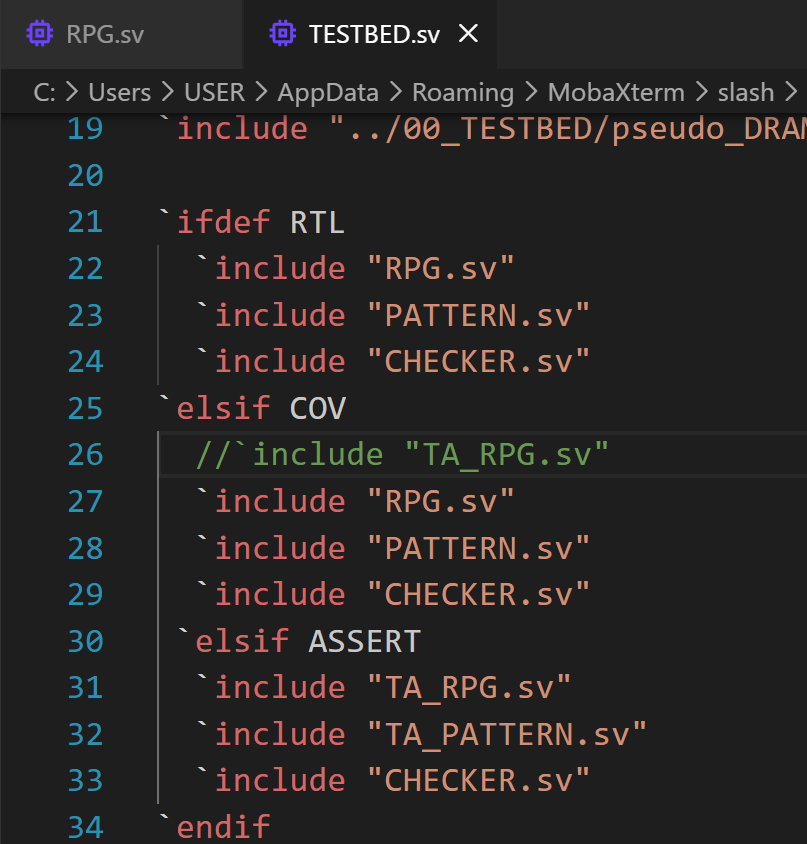 RPG.sv TESTBED.sv
C: > Users > USER > AppData > Roaming > MobaXterm > slash >
19 `include "../00_TESTBED/pseudo_DRAM
20
21 `ifdef RTL
22 `include "RPG.sv"
23 `include "PATTERN.sv"
24 `include "CHECKER.sv"
25 `elsif COV
26 //`include "TA_RPG.sv"
27 `include "RPG.sv"
28 `include "PATTERN.sv"
29 `include "CHECKER.sv"
30 `elsif ASSERT
31 `include "TA_RPG.sv"
32 `include "TA_PATTERN.sv"
33 `include "CHECKER.sv"
34 `endif